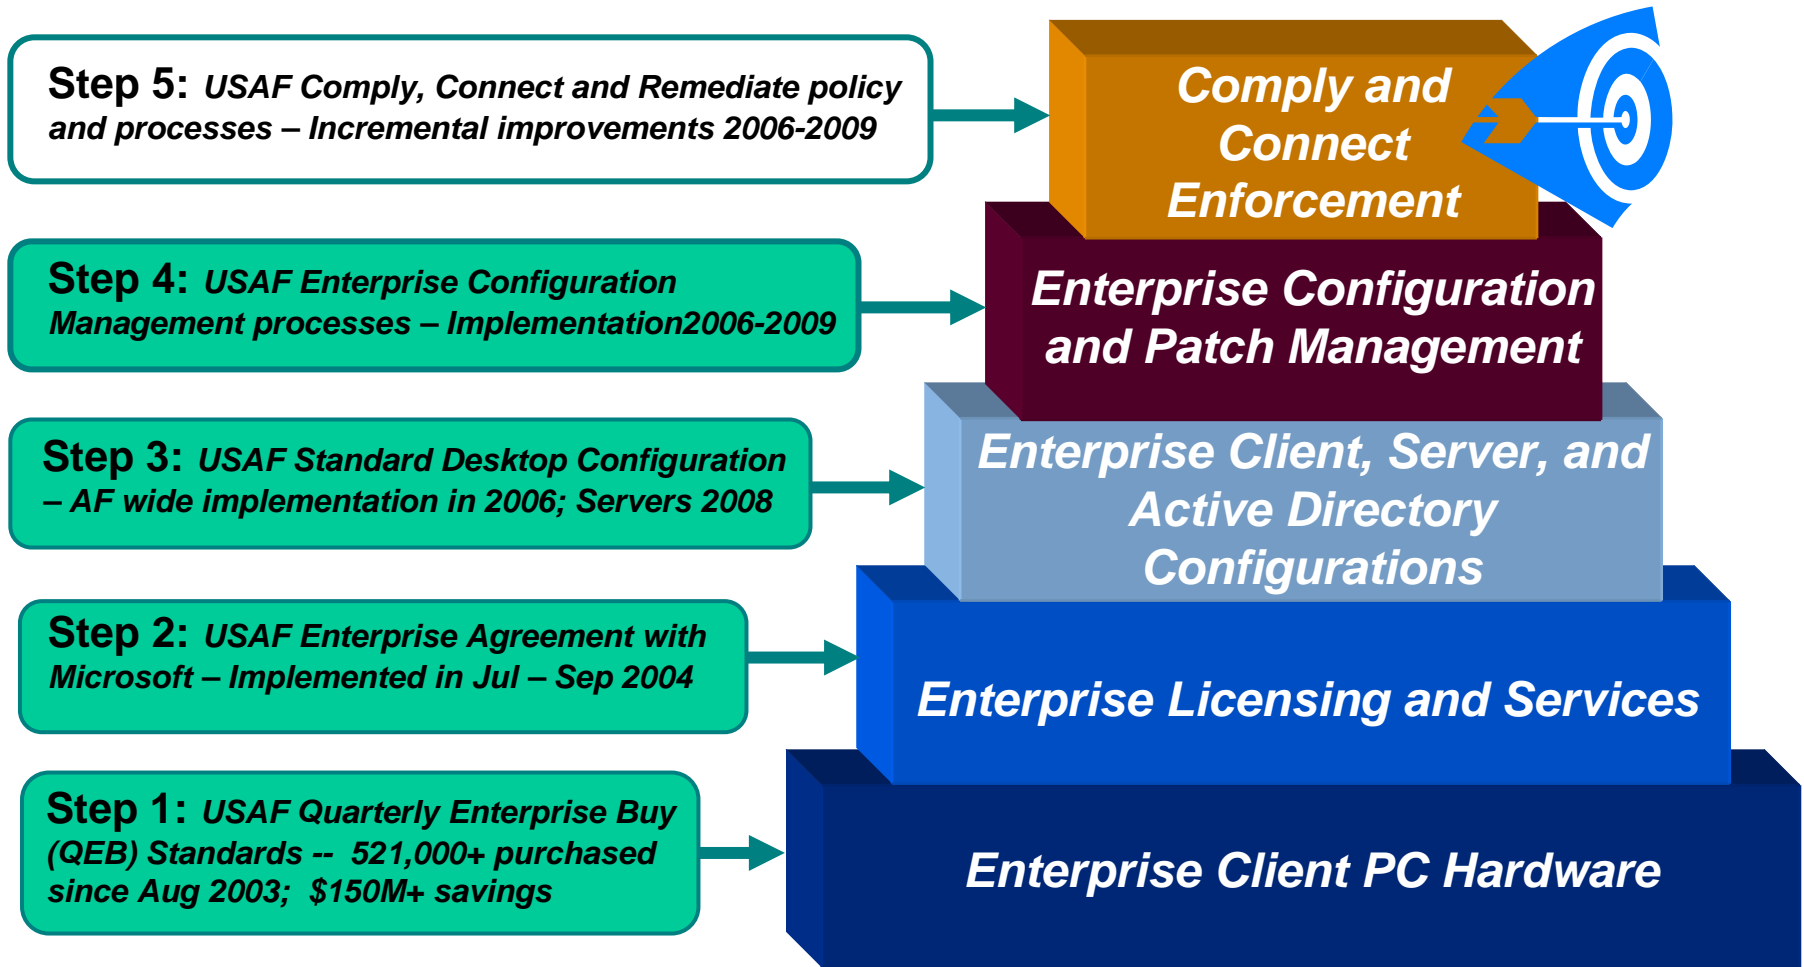 Step 5: USAF Comply, Connect and Remediate policy
and processes – Incremental improvements 2006-2009
Comply and
Connect
Enforcement
Step 4: USAF Enterprise Configuration
Management processes – Implementation2006-2009
Enterprise Configuration
and Patch Management
Step 3: USAF Standard Desktop Configuration
– AF wide implementation in 2006; Servers 2008
Enterprise Client, Server, and
Active Directory
Configurations
Step 2: USAF Enterprise Agreement with
Microsoft – Implemented in Jul – Sep 2004
Enterprise Licensing and Services
Step 1: USAF Quarterly Enterprise Buy
(QEB) Standards -- 521,000+ purchased
since Aug 2003; $150M+ savings
Enterprise Client PC Hardware